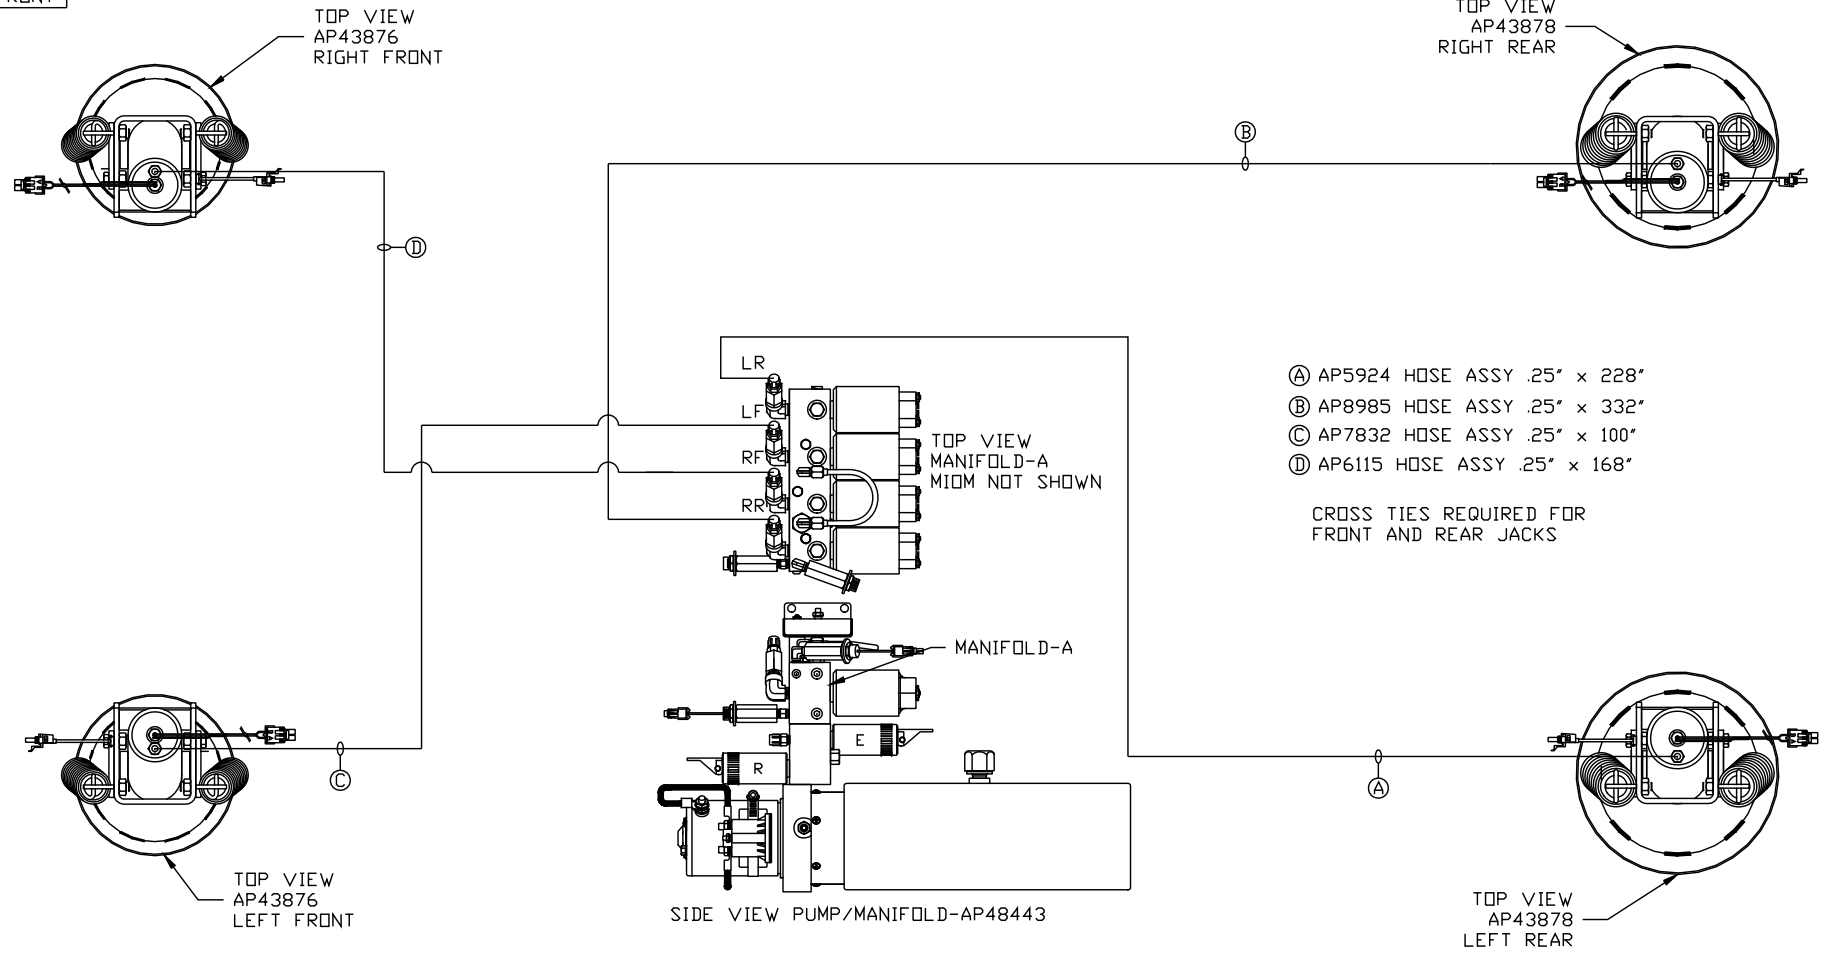 TOP VIEW
AP43876
RIGHT FRONT
TOP VIEW
AP43878
RIGHT REAR
B
D
LR
LF
RF
RR
TOP VIEW
MANIFOLD-A
MIOM NOT SHOWN
A AP5924 HOSE ASSY .25" x 228"
B AP8985 HOSE ASSY .25" x 332"
C AP7832 HOSE ASSY .25" x 100"
D AP6115 HOSE ASSY .25" x 168"
CROSS TIES REQUIRED FOR
FRONT AND REAR JACKS
MANIFOLD-A
E
R
C
A
TOP VIEW
AP43876
LEFT FRONT
SIDE VIEW PUMP/MANIFOLD-AP48443
TOP VIEW
AP43878
LEFT REAR